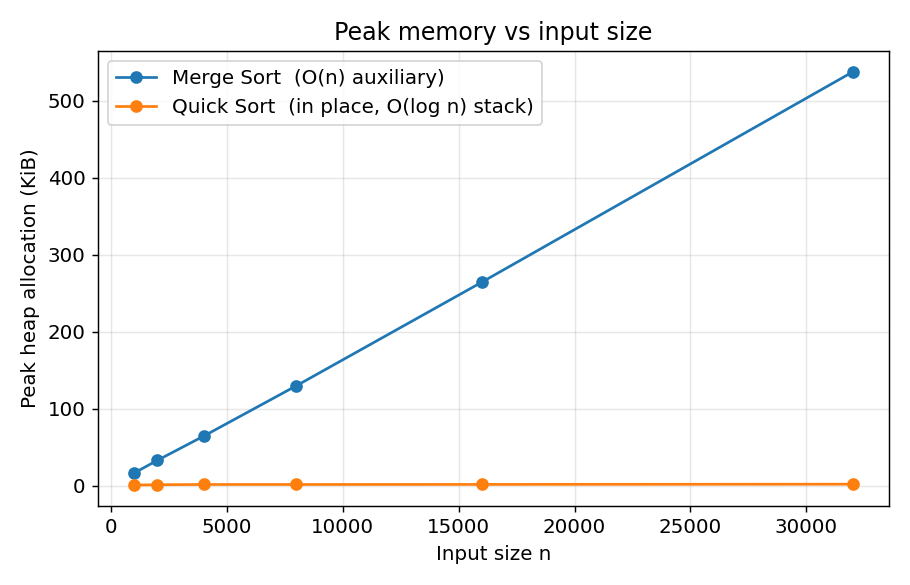 Peak memory vs input size
Merge Sort  (O(n) auxiliary)
Quick Sort  (in place, O(log n) stack)
Peak heap allocation (KiB)
500
400
300
200
100
0
0
5000
10000
15000
20000
25000
30000
Input size n